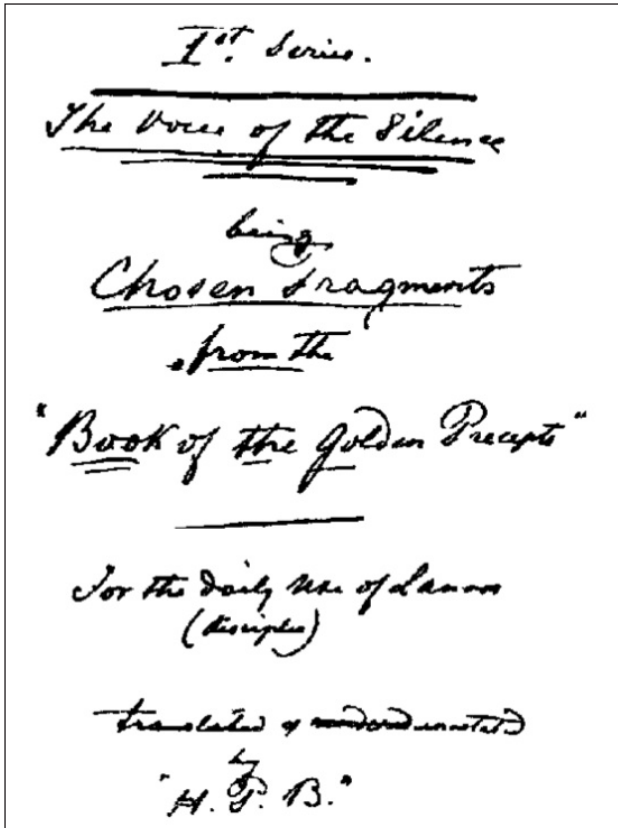 Ist. Series.
The Voice of the Silence
being
Chosen Fragments
from the
"Book of the Golden Precepts"
For the daily use of Lanoos
(disciples)
translated & annotated
by
"H. P. B."